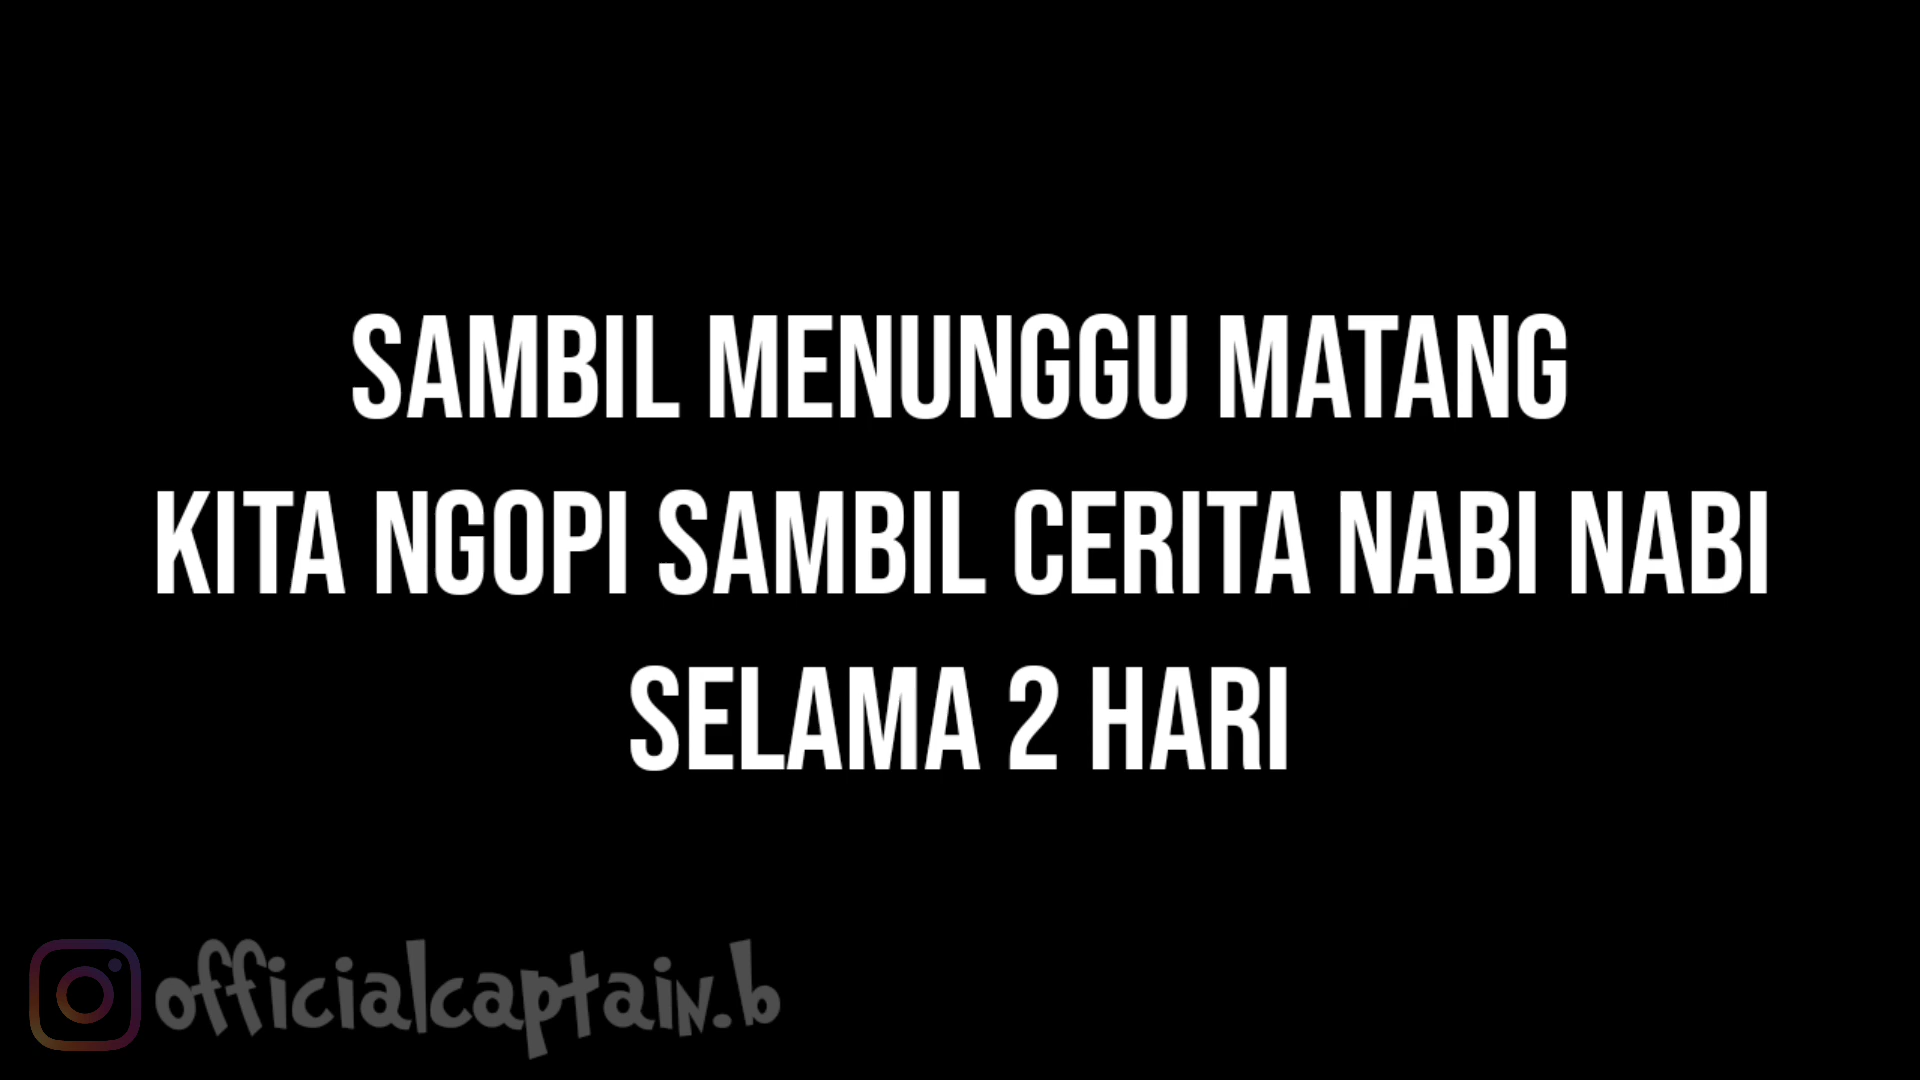 SAMBIL MENUNGGU MATANG
KITA NGOPI SAMBIL CERITA NABI NABI
SELAMA 2 HARI
officialcaptain.b